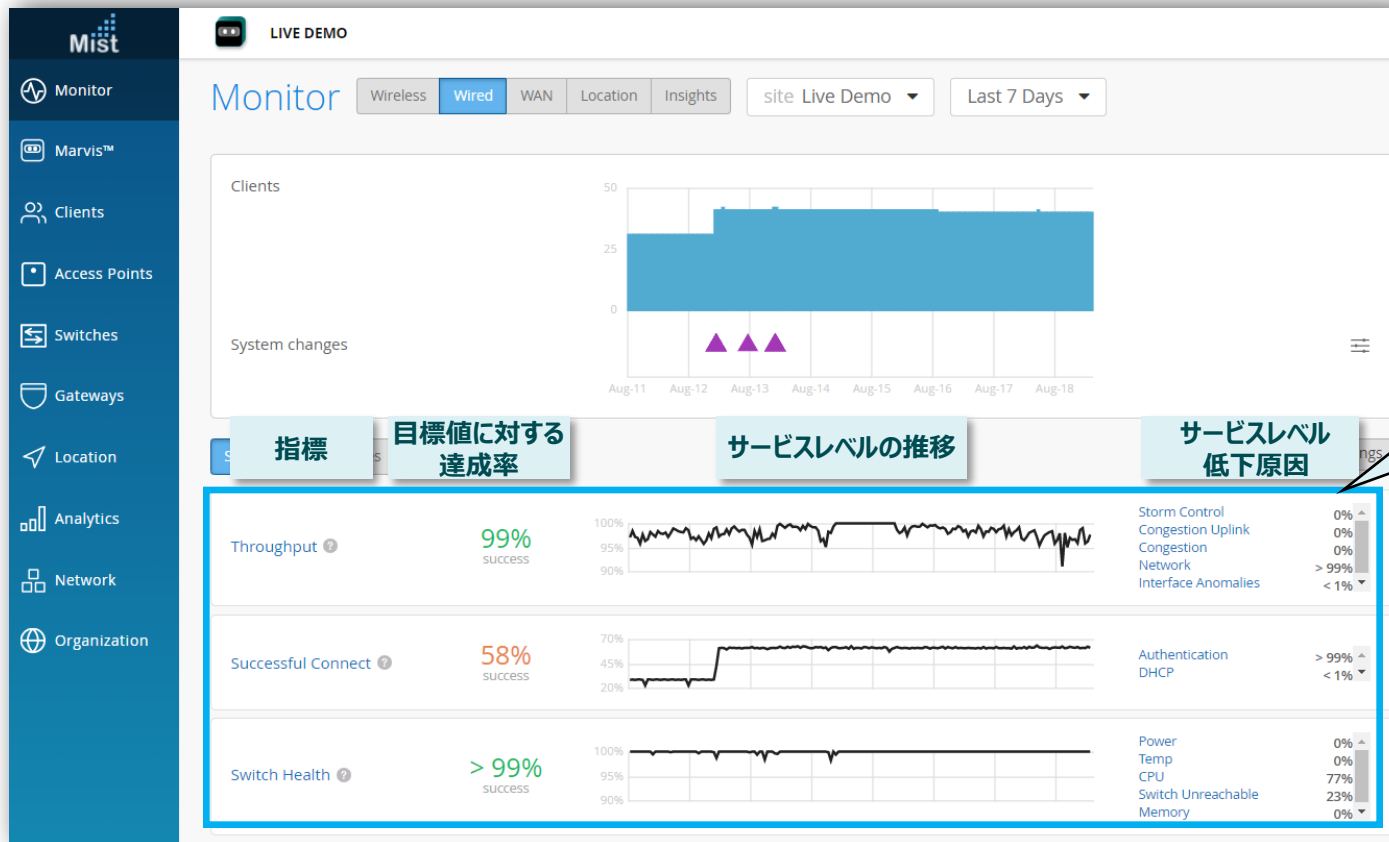 Mist
LIVE DEMO
Monitor
Marvis™
Clients
Access Points
Switches
Gateways
Location
Analytics
Network
Organization
Monitor
Wireless
Wired
WAN
Location
Insights
site Live Demo
Last 7 Days
Clients
50
25
0
System changes
Aug-11
Aug-12
Aug-13
Aug-14
Aug-15
Aug-16
Aug-17
Aug-18
指標
目標値に対する
達成率
サービスレベルの推移
サービスレベル
低下原因
Throughput ?
99%
success
100%
95%
90%
Storm Control 0%
Congestion Uplink 0%
Congestion 0%
Network > 99%
Interface Anomalies < 1%
Successful Connect ?
58%
success
70%
45%
20%
Authentication > 99%
DHCP < 1%
Switch Health ?
> 99%
success
100%
95%
90%
Power 0%
Temp 0%
CPU 77%
Switch Unreachable 23%
Memory 0%